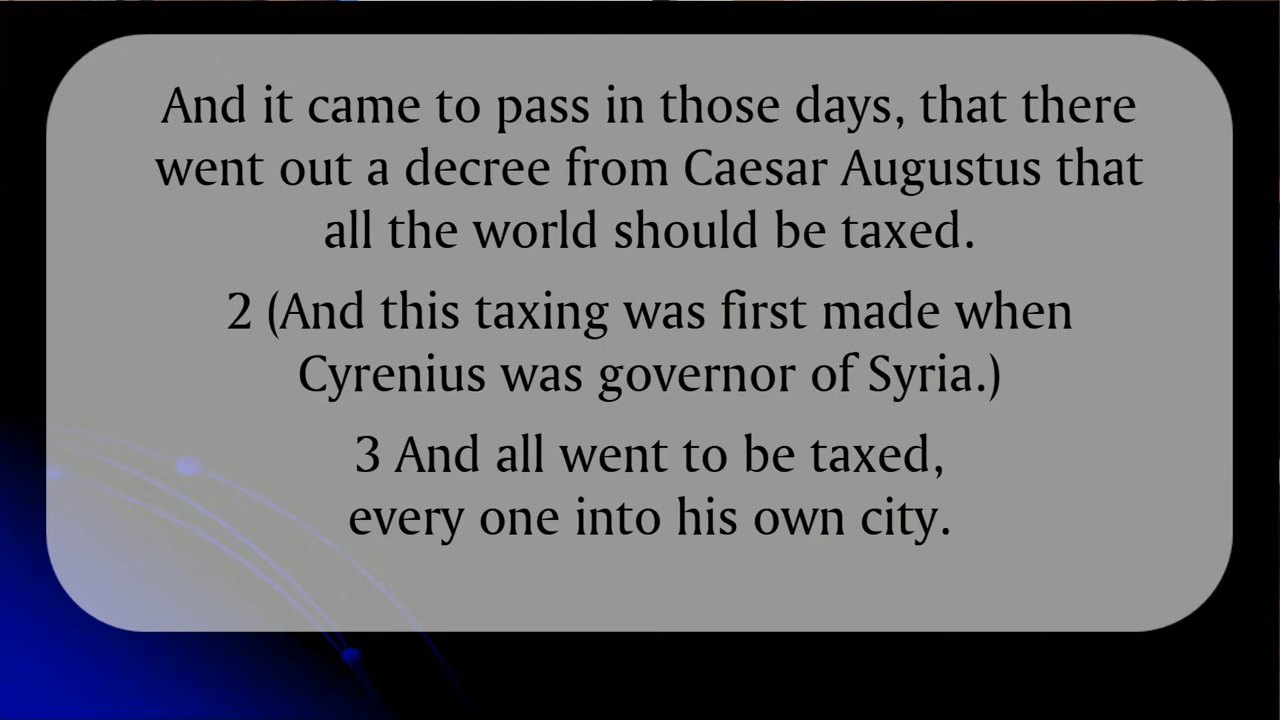 And it came to pass in those days, that there
went out a decree from Caesar Augustus that
all the world should be taxed.
2 (And this taxing was first made when
Cyrenius was governor of Syria.)
3 And all went to be taxed,
every one into his own city.